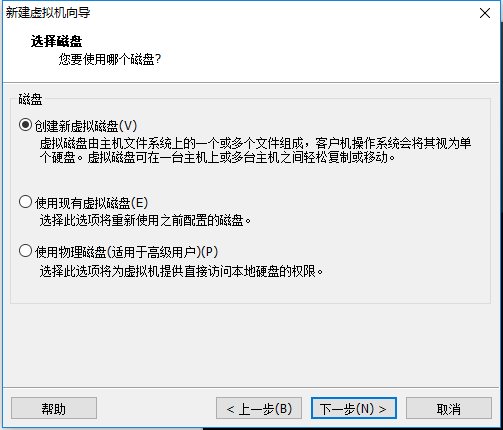 新建虚拟机向导
选择磁盘
您要使用哪个磁盘?
磁盘
创建新虚拟磁盘(V)
虚拟磁盘由主机文件系统上的一个或多个文件组成，客户机操作系统会将其视为单
个硬盘。虚拟磁盘可在一台主机上或多台主机之间轻松复制或移动。
使用现有虚拟磁盘(E)
选择此选项将重新使用之前配置的磁盘。
使用物理磁盘(适用于高级用户)(P)
选择此选项将为虚拟机提供直接访问本地硬盘的权限。
帮助
< 上一步(B)
下一步(N) >
取消